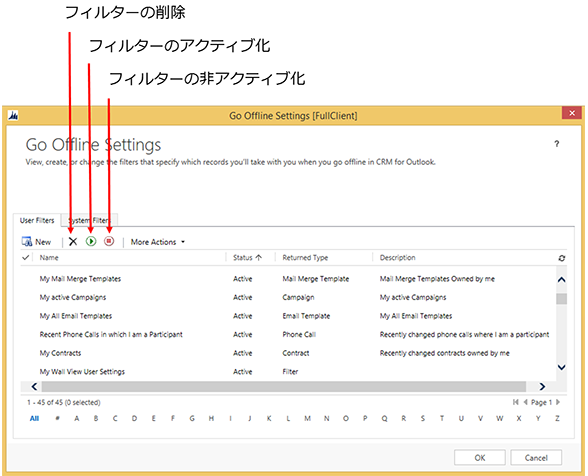 フィルターの削除
フィルターのアクティブ化
フィルターの非アクティブ化
Go Offline Settings [FullClient]
Go Offline Settings
?
View, create, or change the filters that specify which records you'll take with you when you go offline in CRM for Outlook.
User Filters System Filters
New More Actions
Name Status Returned Type Description
My Mail Merge Templates Active Mail Merge Template Mail Merge Templates Owned by me
My active Campaigns Active Campaign My active Campaigns
My All Email Templates Active Email Template My All Email Templates
Recent Phone Calls in which I am a Participant Active Phone Call Recently changed phone calls where I am a participant
My Contracts Active Contract Recently changed contracts owned by me
My Wall View User Settings Active Filter
1 - 45 of 45 (0 selected) Page 1
All # A B C D E F G H I J K L M N O P Q R S T U V W X Y Z
OK Cancel